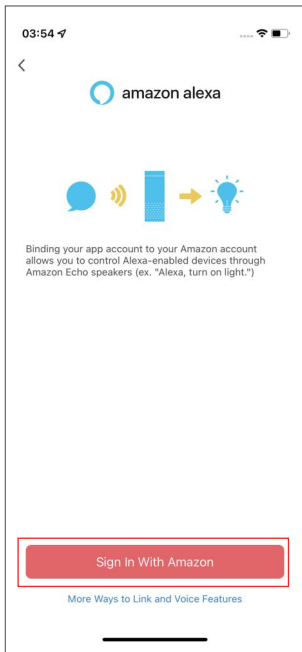 03:54
amazon alexa
Binding your app account to your Amazon account
allows you to control Alexa-enabled devices through
Amazon Echo speakers (ex. "Alexa, turn on light.")
Sign In With Amazon
More Ways to Link and Voice Features